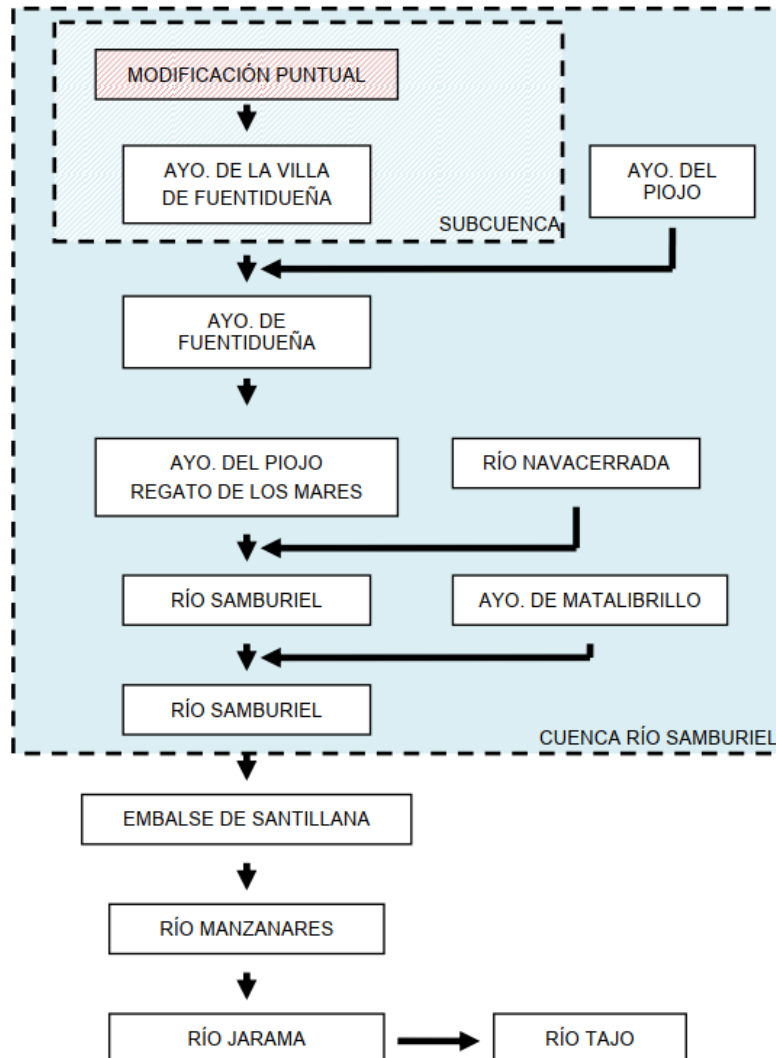 MODIFICACIÓN PUNTUAL
AYO. DE LA VILLA
DE FUENTIDUEÑA
AYO. DEL
PIOJO
SUBCUENCA
AYO. DE
FUENTIDUEÑA
AYO. DEL PIOJO
REGATO DE LOS MARES
RÍO NAVACERRADA
RÍO SAMBURIEL
AYO. DE MATALIBRILLO
RÍO SAMBURIEL
CUENCA RÍO SAMBURIEL
EMBALSE DE SANTILLANA
RÍO MANZANARES
RÍO JARAMA
RÍO TAJO